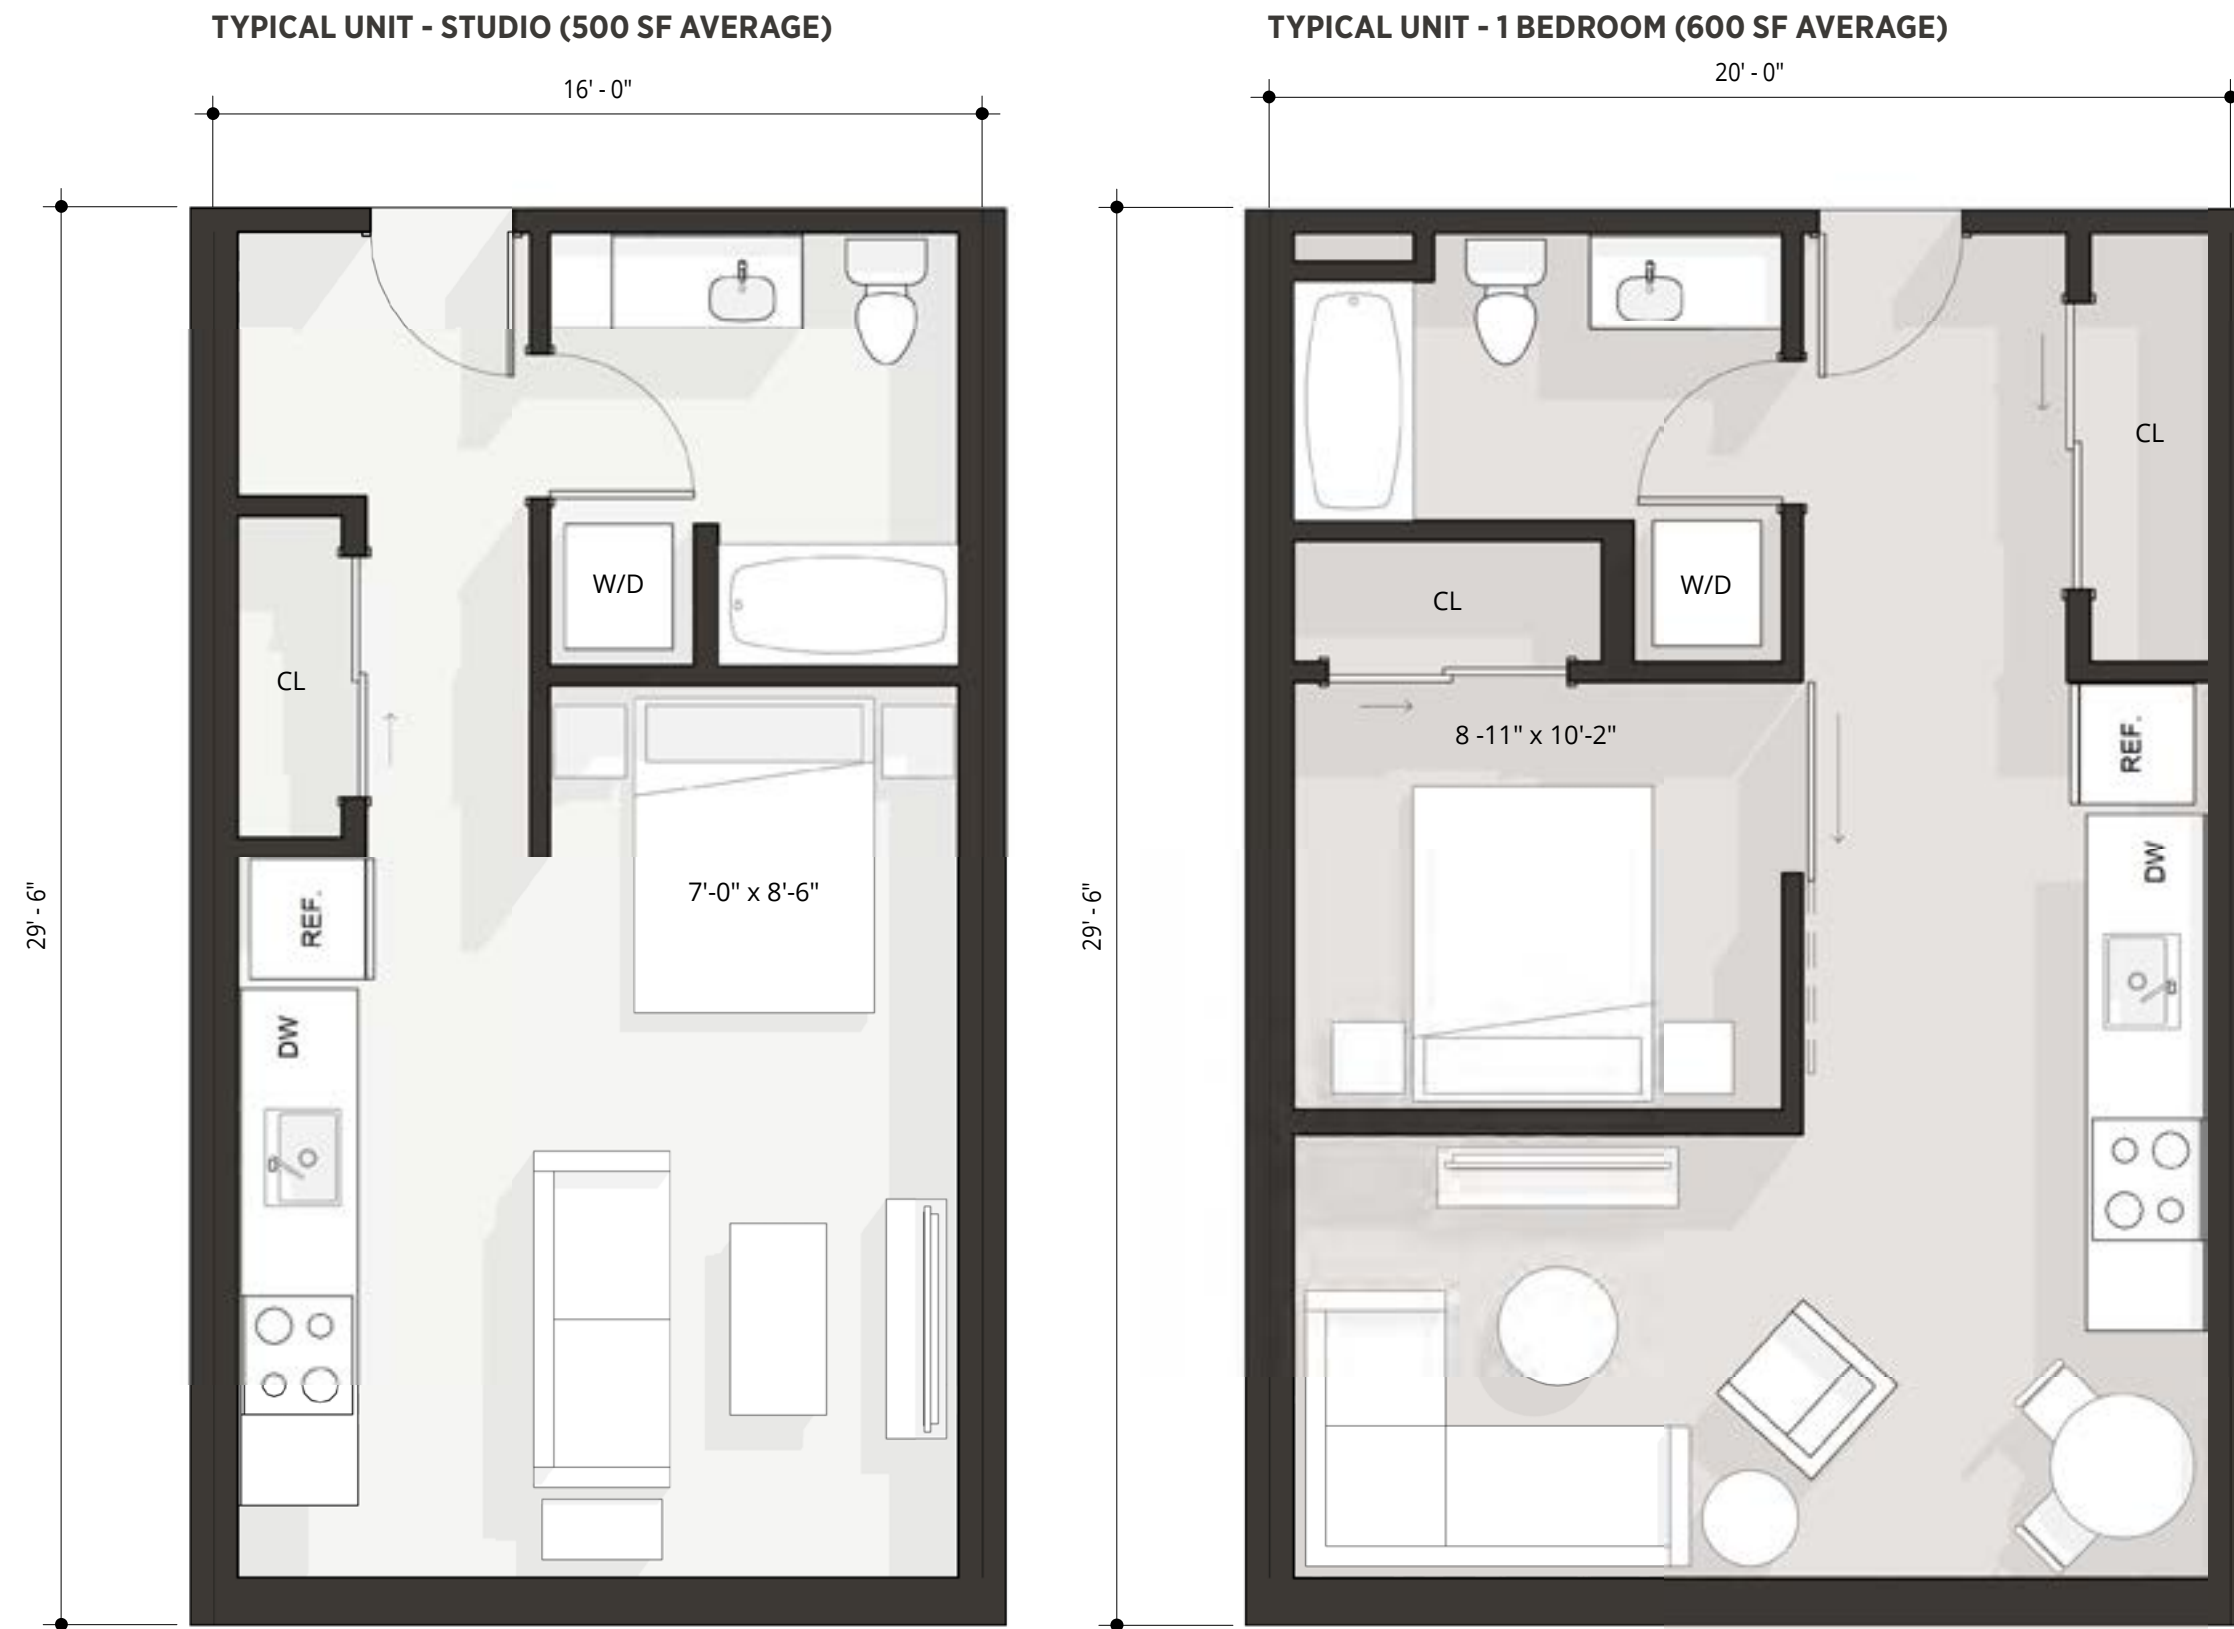 TYPICAL UNIT - STUDIO (500 SF AVERAGE)
16' - 0"
29' - 6"
W/D
CL
7'-0" x 8'-6"
REF.
DW
TYPICAL UNIT - 1 BEDROOM (600 SF AVERAGE)
20' - 0"
29' - 6"
CL
CL
W/D
8 -11" x 10'-2"
REF.
DW